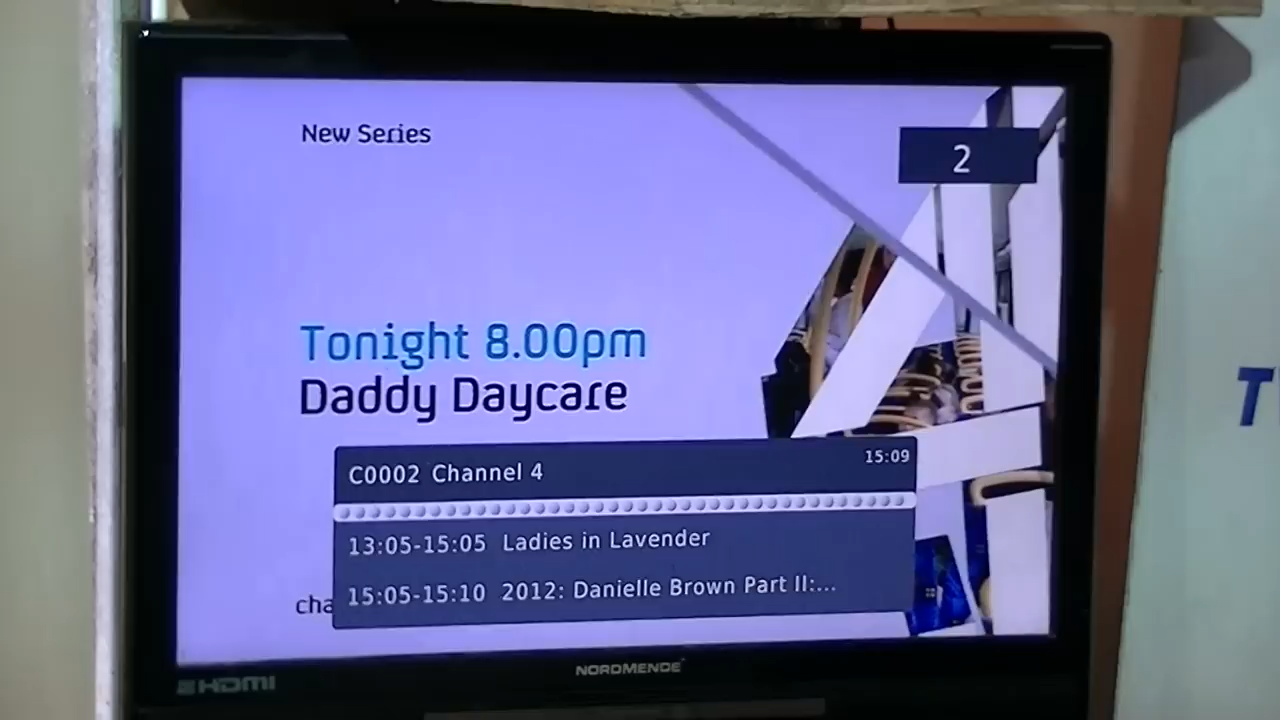 New Series
2
Tonight 8.00pm
Daddy Daycare
C0002 Channel 4
15:09
13:05-15:05 Ladies in Lavender
15:05-15:10 2012: Danielle Brown Part II:...
cha
NORDMENDE
HDMI
T